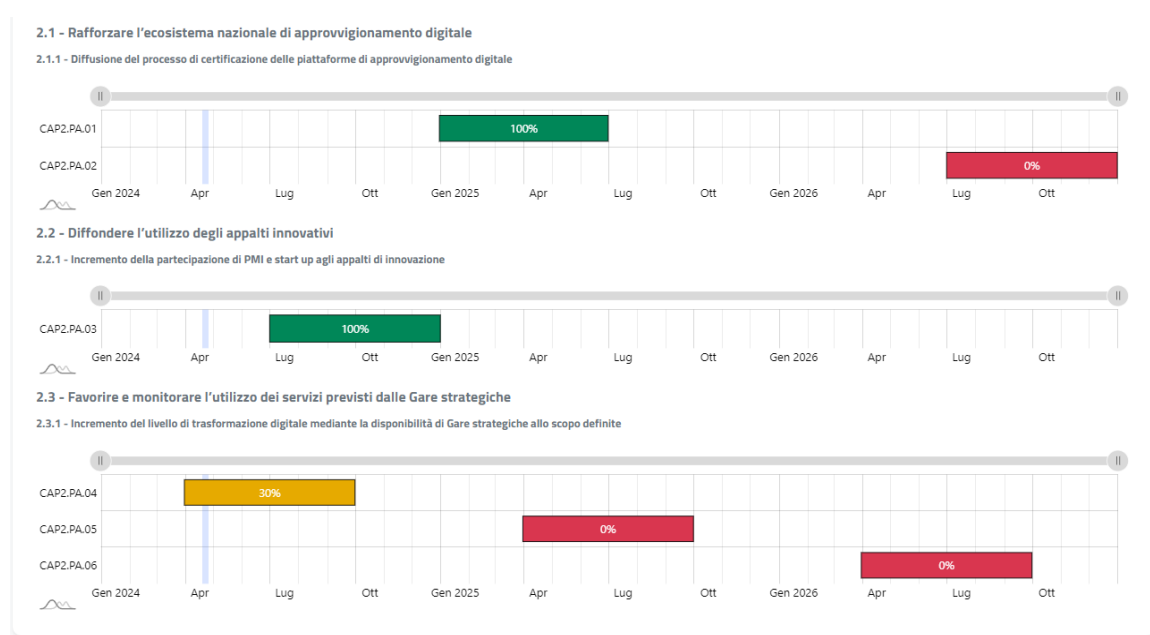 2.1 - Rafforzare l'ecosistema nazionale di approvvigionamento digitale
2.1.1 - Diffusione del processo di certificazione delle piattaforme di approvvigionamento digitale
CAP2.PA.01 100%
CAP2.PA.02 0%
Gen 2024 Apr Lug Ott Gen 2025 Apr Lug Ott Gen 2026 Apr Lug Ott
2.2 - Diffondere l'utilizzo degli appalti innovativi
2.2.1 - Incremento della partecipazione di PMI e start up agli appalti di innovazione
CAP2.PA.03 100%
Gen 2024 Apr Lug Ott Gen 2025 Apr Lug Ott Gen 2026 Apr Lug Ott
2.3 - Favorire e monitorare l'utilizzo dei servizi previsti dalle Gare strategiche
2.3.1 - Incremento del livello di trasformazione digitale mediante la disponibilità di Gare strategiche allo scopo definite
CAP2.PA.04 30%
CAP2.PA.05 0%
CAP2.PA.06 0%
Gen 2024 Apr Lug Ott Gen 2025 Apr Lug Ott Gen 2026 Apr Lug Ott